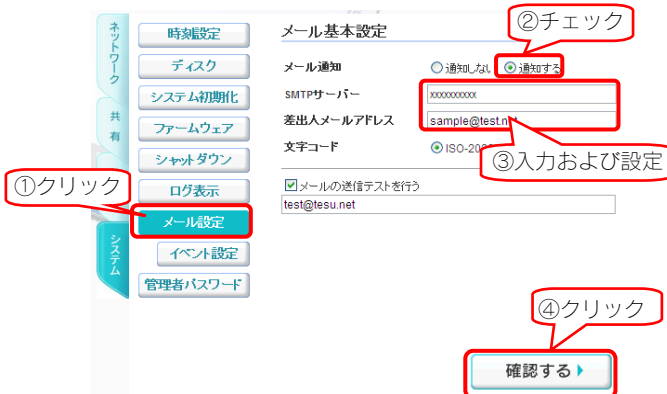 ネットワーク
共有
システム
時刻設定
ディスク
システム初期化
ファームウェア
シャットダウン
ログ表示
メール設定
イベント設定
管理者パスワード
①クリック
メール基本設定
②チェック
メール通知
通知しない
通知する
SMTPサーバー
xxxxxxxxxx
差出人メールアドレス
sample@test.n
文字コード
ISO-20
③入力および設定
メールの送信テストを行う
test@tesu.net
④クリック
確認する